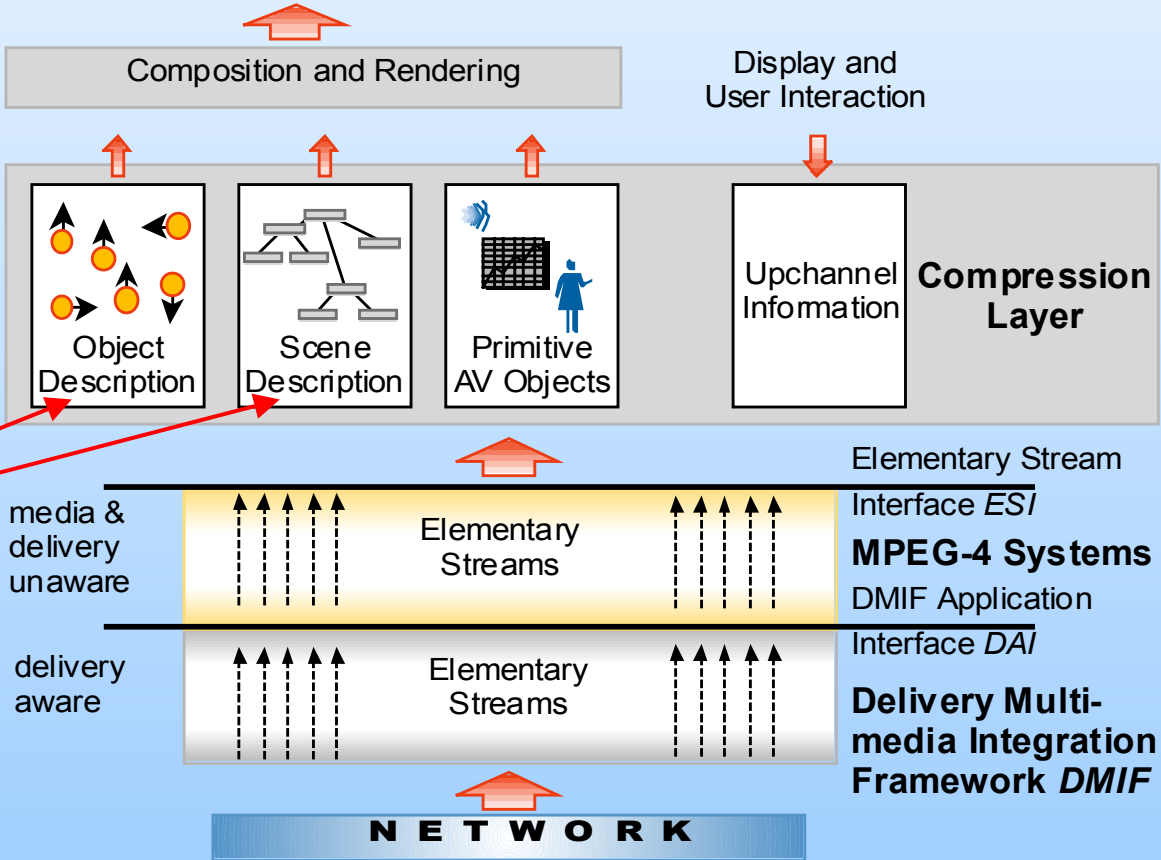 Composition and Rendering
Display and
User Interaction
Object
Description
Scene
Description
Primitive
AV Objects
Upchannel
Information
Compression
Layer
Elementary Stream
Interface ESI
media &
delivery
unaware
Elementary
Streams
MPEG-4 Systems
DMIF Application
Interface DAI
delivery
aware
Elementary
Streams
Delivery Multi-
media Integration
Framework DMIF
NETWORK